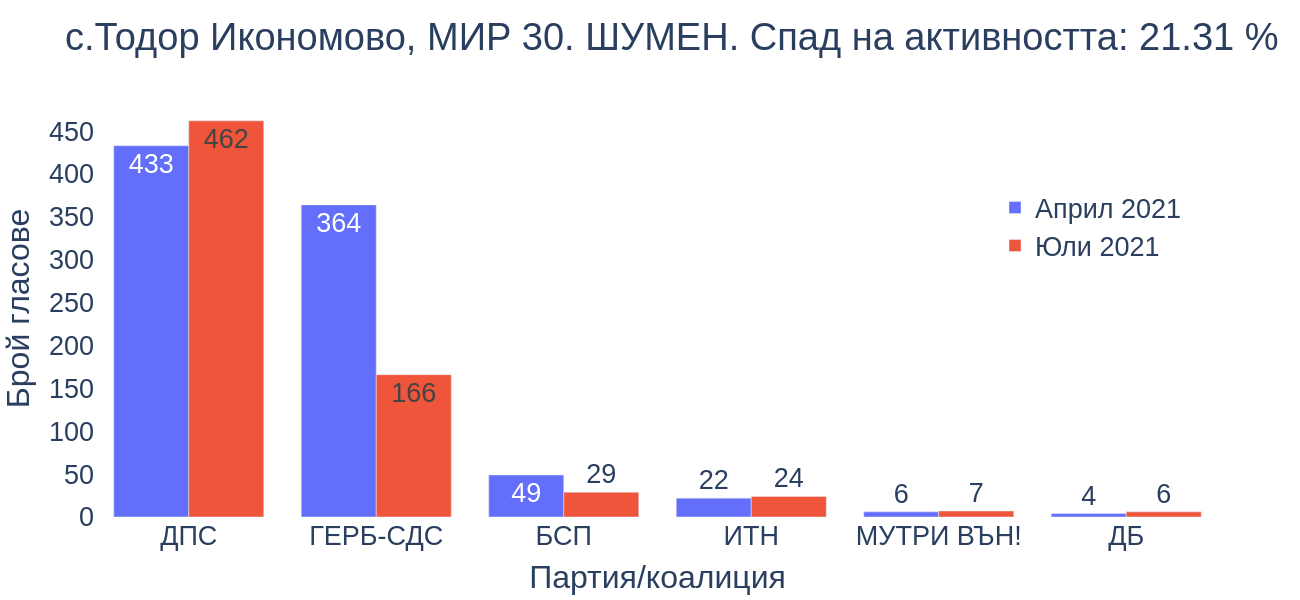 с.Тодор Икономово, МИР 30. ШУМЕН. Спад на активността: 21.31 %
Брой гласове
450
400
350
300
250
200
150
100
50
0
433
462
364
166
49
29
22
24
6
7
4
6
Април 2021
Юли 2021
ДПС
ГЕРБ-СДС
БСП
ИТН
МУТРИ ВЪН!
ДБ
Партия/коалиция